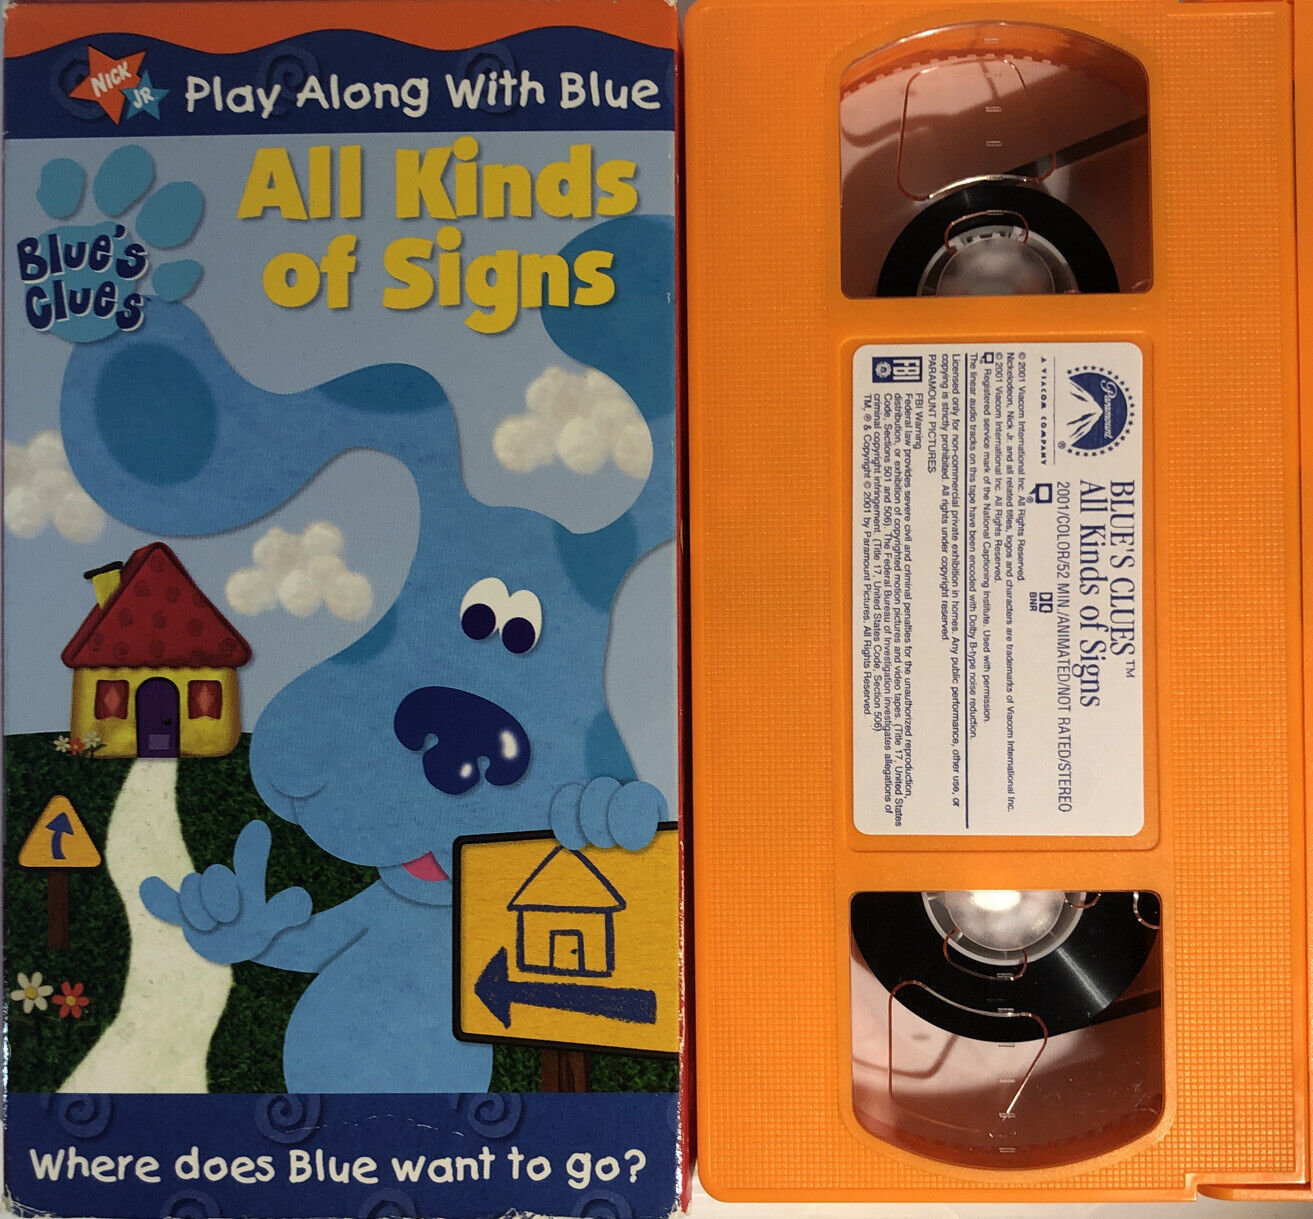 NICK JR.
Play Along With Blue
All Kinds
of Signs
Blue's
Clues™
Where does Blue want to go?
Paramount
®
A VIACOM COMPANY
BLUE'S CLUES™
All Kinds of Signs
2001/COLOR/52 MIN./ANIMATED/NOT RATED/STEREO
®
BNR
© 2001 Viacom International Inc. All Rights Reserved.
Nickelodeon, Nick Jr. and all related titles, logos and characters are trademarks of Viacom International Inc.
© 2001 Viacom International Inc. All Rights Reserved.
Registered service mark of the National Captioning Institute. Used with permission.
The linear audio tracks on this tape have been encoded with Dolby B-type noise reduction.
Licensed only for non-commercial private exhibition in homes. Any public performance, other use, or
copying is strictly prohibited. All rights under copyright reserved.
PARAMOUNT PICTURES
FBI
FBI Warning
Federal law provides severe civil and criminal penalties for the unauthorized reproduction,
distribution, or exhibition of copyrighted motion pictures and video tapes. (Title 17, United States
Code, Sections 501 and 506). The Federal Bureau of Investigation investigates allegations of
criminal copyright infringement. (Title 17, United States Code, Section 506)
TM, ® & Copyright © 2001 by Paramount Pictures. All Rights Reserved